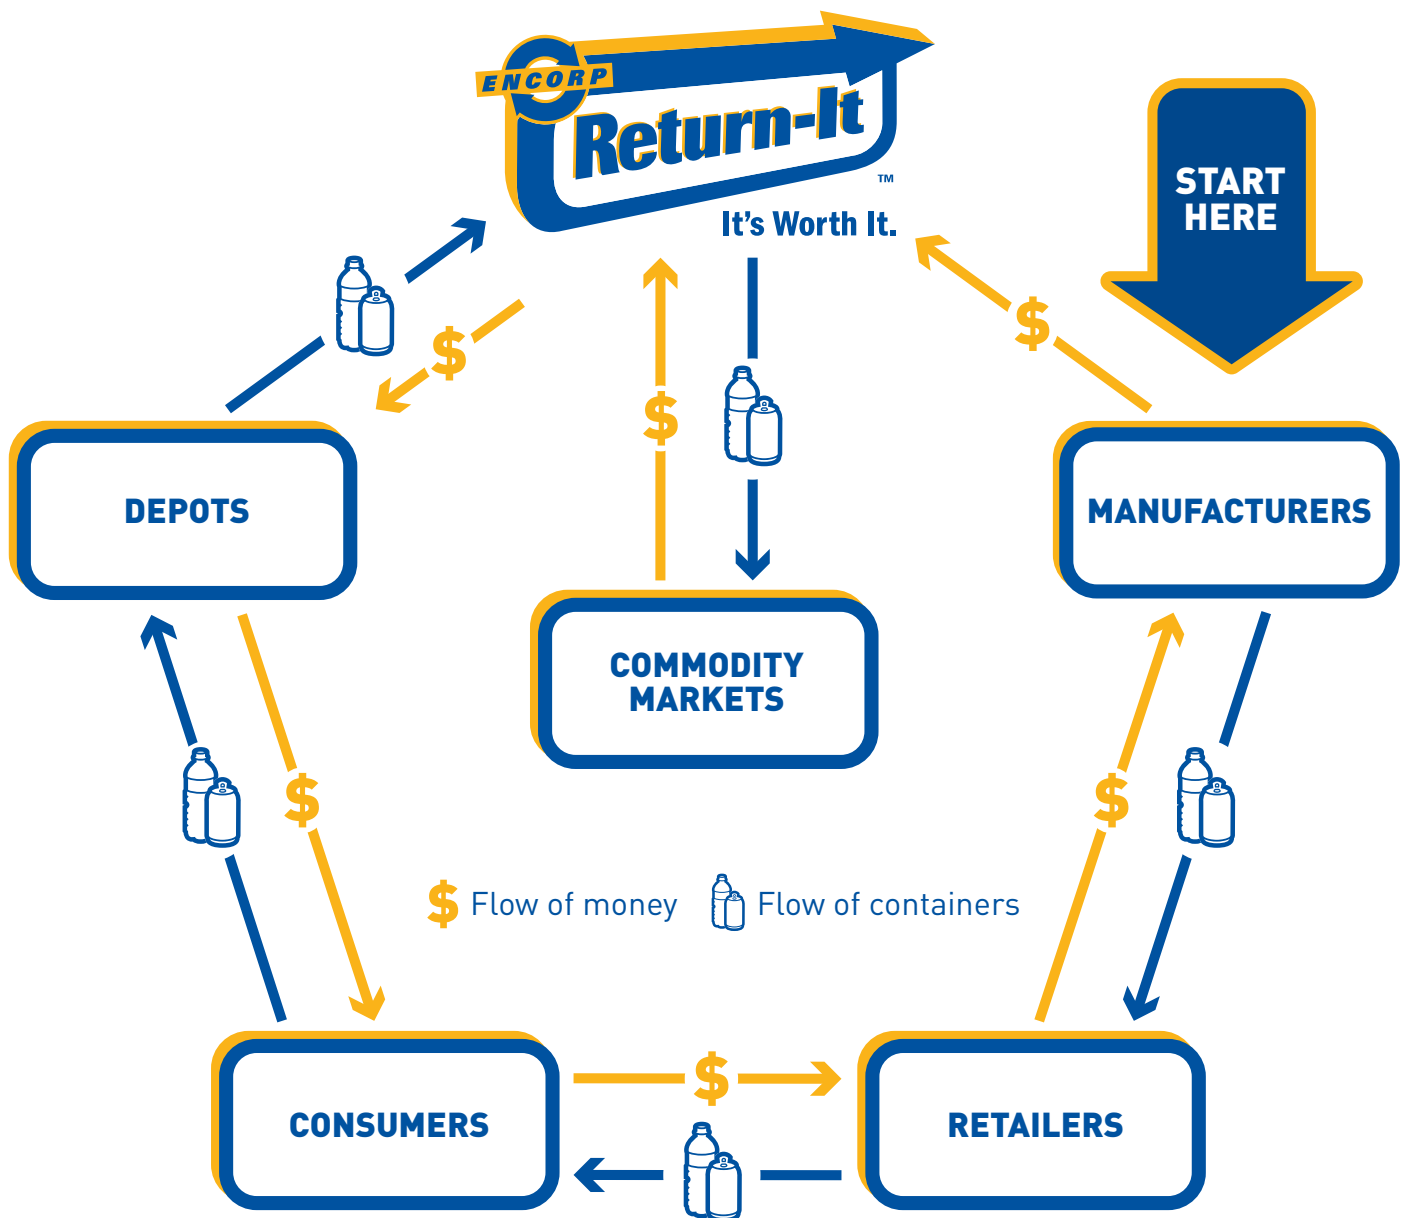 ENCORP
Return-It
TM
It's Worth It.
START
HERE
$
$
$
DEPOTS
MANUFACTURERS
COMMODITY
MARKETS
$
$
$ Flow of money
Flow of containers
$
CONSUMERS
RETAILERS